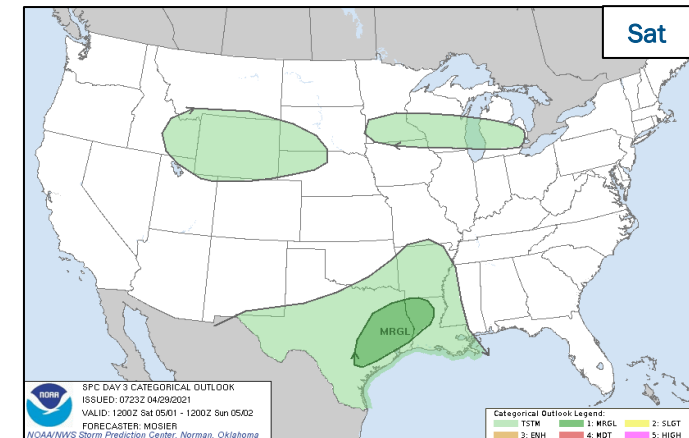 Sat
MRGL
NOAA
SPC DAY 3 CATEGORICAL OUTLOOK
ISSUED: 0723Z 04/29/2021
VALID: 1200Z Sat 05/01 - 1200Z Sun 05/02
FORECASTER: MOSIER
NOAA/NWS Storm Prediction Center, Norman, Oklahoma
Categorical Outlook Legend:
TSTM 1: MRGL 2: SLGT
3: ENH 4: MDT 5: HIGH